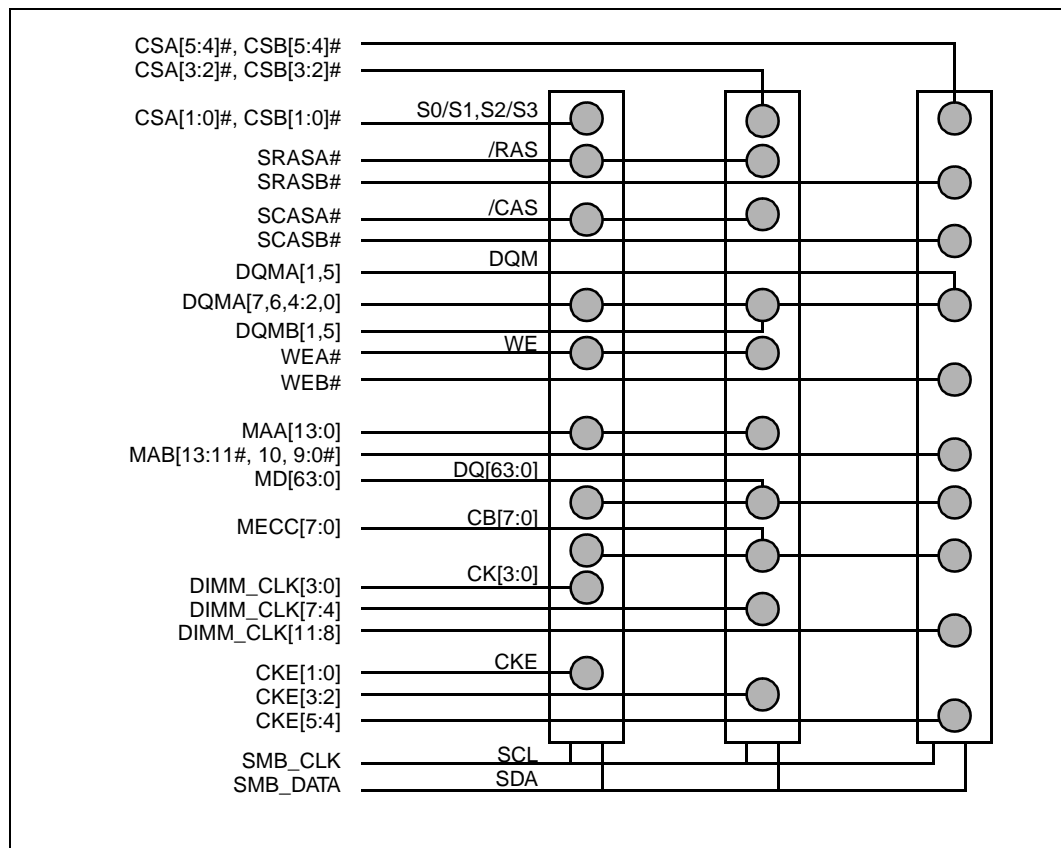 CSA[5:4]#, CSB[5:4]#
CSA[3:2]#, CSB[3:2]#
CSA[1:0]#, CSB[1:0]# S0/S1,S2/S3
SRASA# /RAS
SRASB#
SCASA# /CAS
SCASB#
DQMA[1,5] DQM
DQMA[7,6,4:2,0]
DQMB[1,5]
WEA# WE
WEB#
MAA[13:0]
MAB[13:11#, 10, 9:0#]
MD[63:0] DQ[63:0]
MECC[7:0] CB[7:0]
DIMM_CLK[3:0] CK[3:0]
DIMM_CLK[7:4]
DIMM_CLK[11:8]
CKE[1:0] CKE
CKE[3:2]
CKE[5:4]
SMB_CLK SCL
SMB_DATA SDA